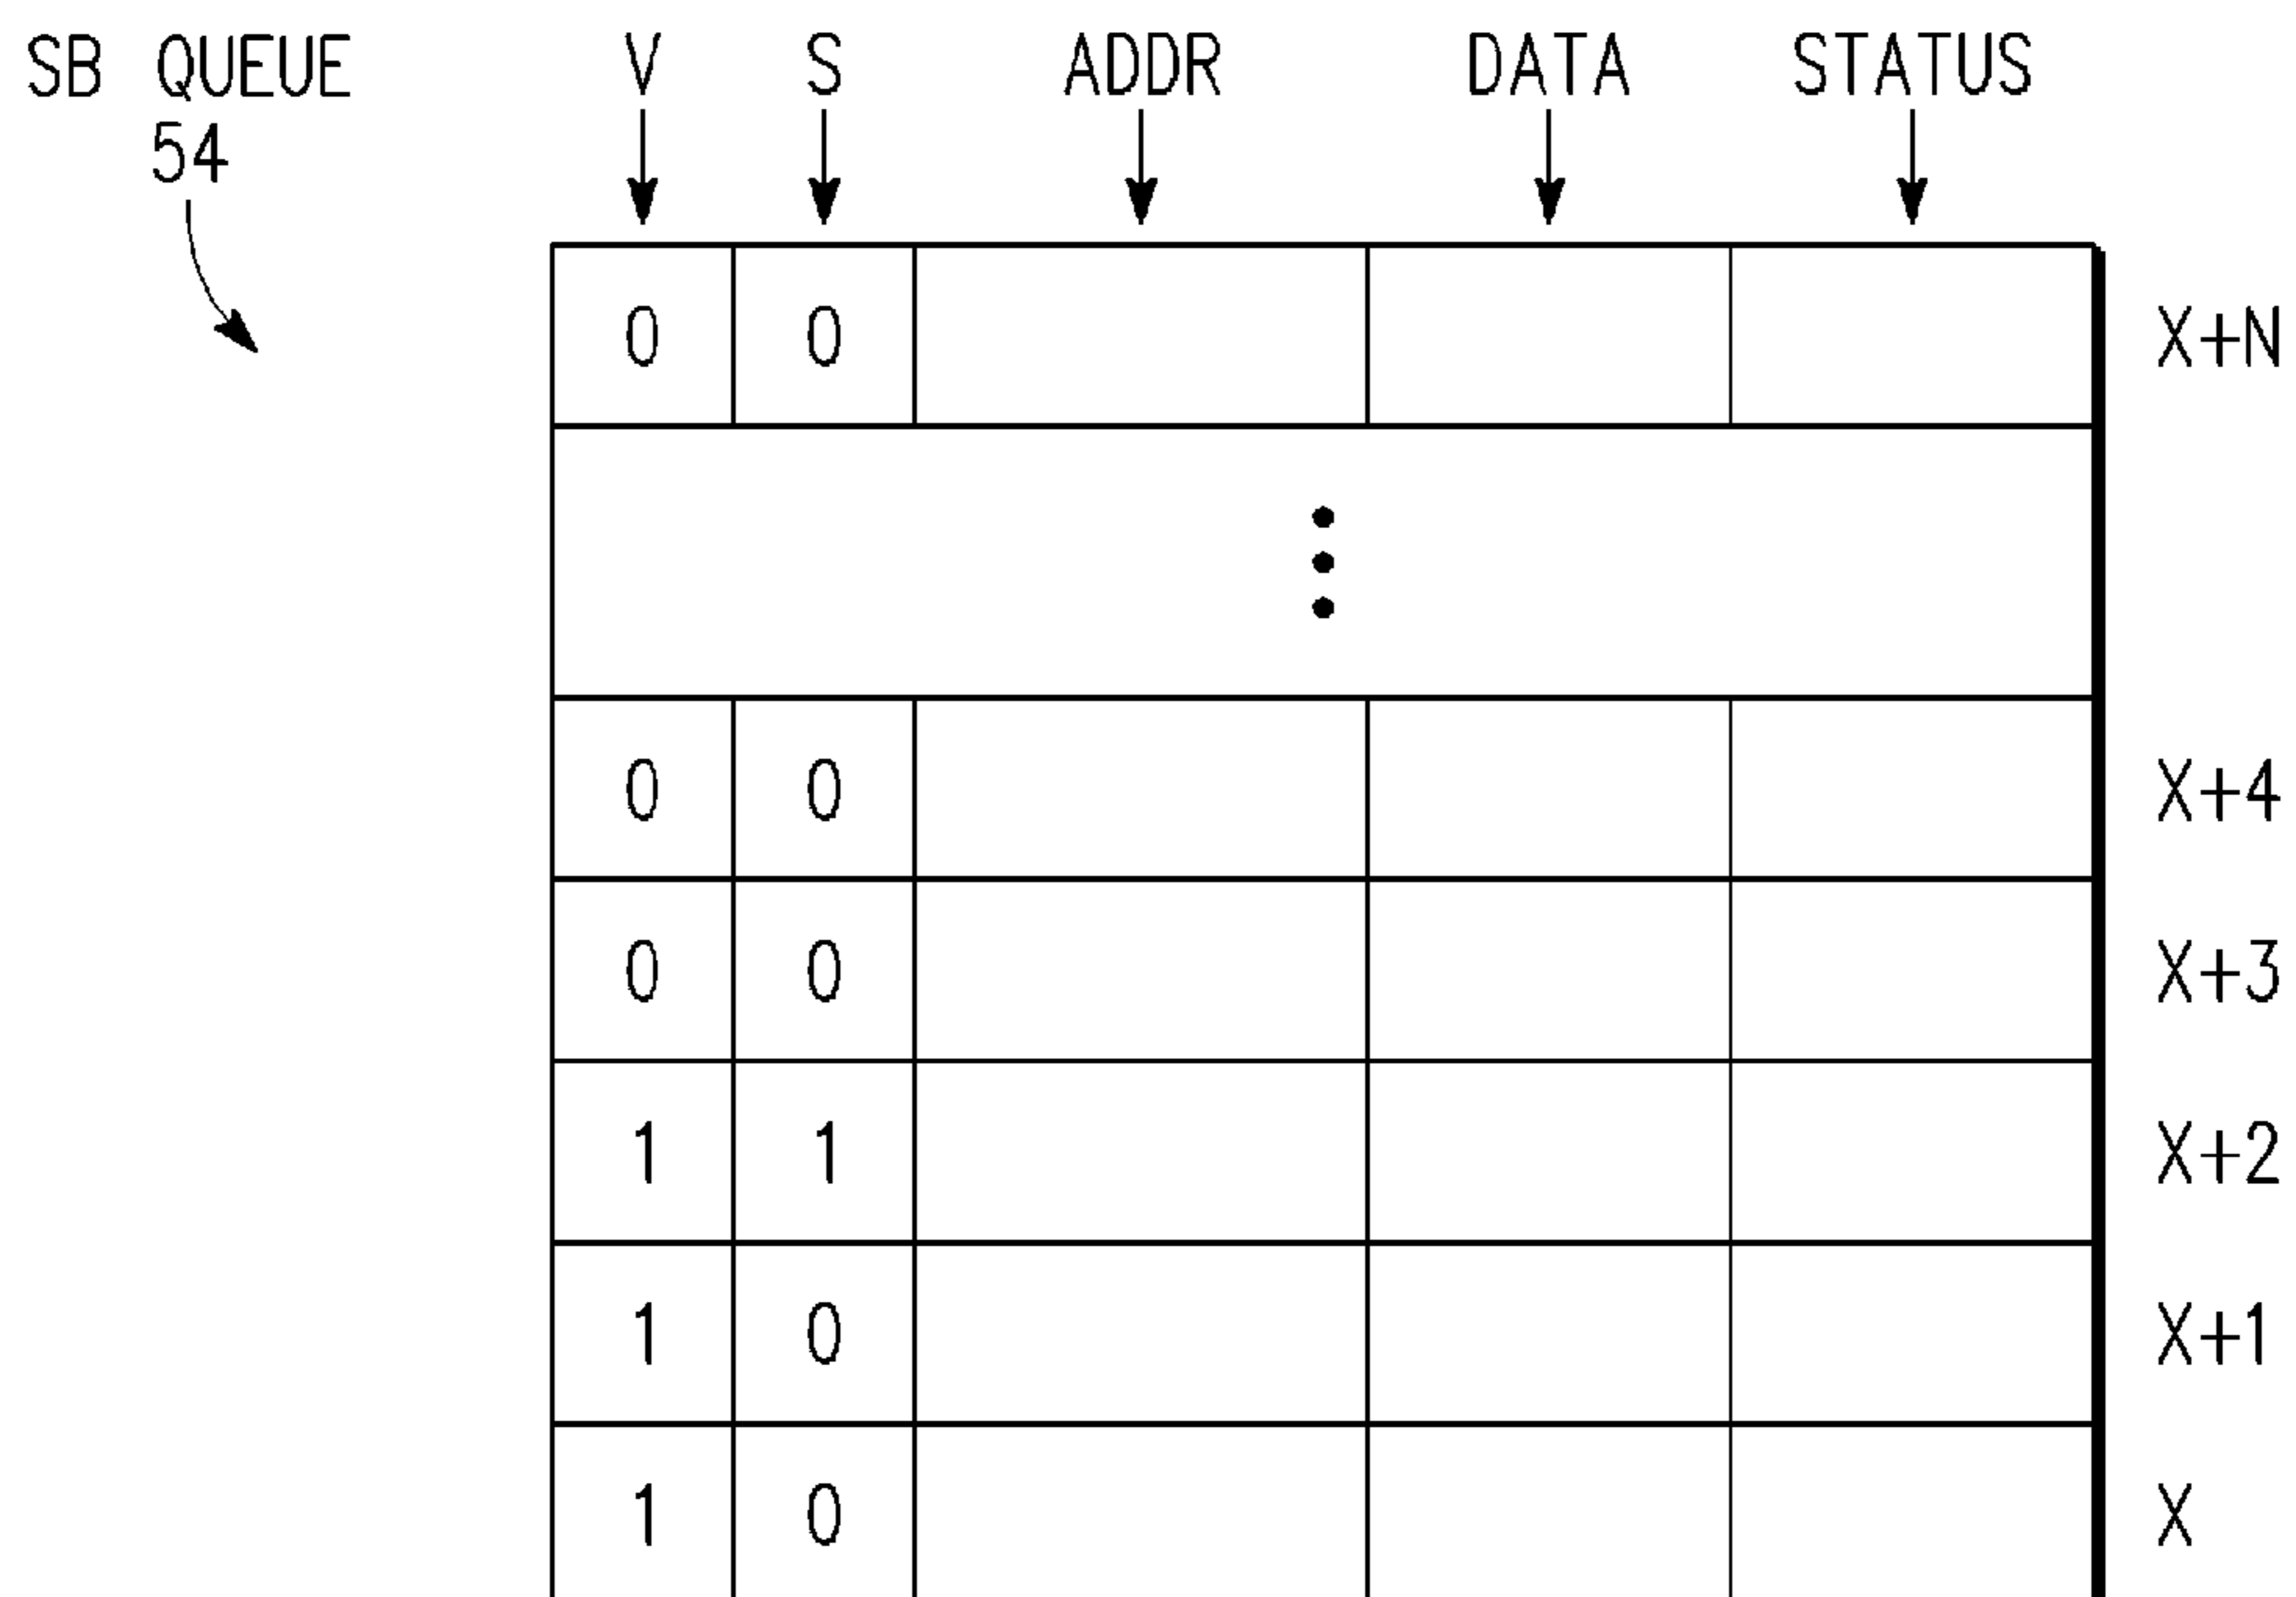 SB QUEUE V S ADDR DATA STATUS
54
0 0 X+N
0 0 X+4
0 0 X+3
1 1 X+2
1 0 X+1
1 0 X